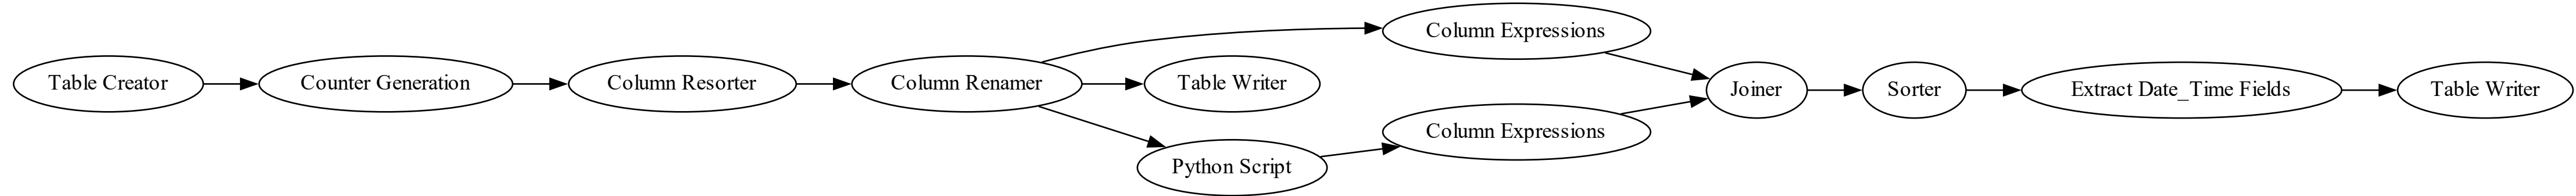 Table Creator
Counter Generation
Column Resorter
Column Renamer
Column Expressions
Table Writer
Python Script
Column Expressions
Joiner
Sorter
Extract Date_Time Fields
Table Writer